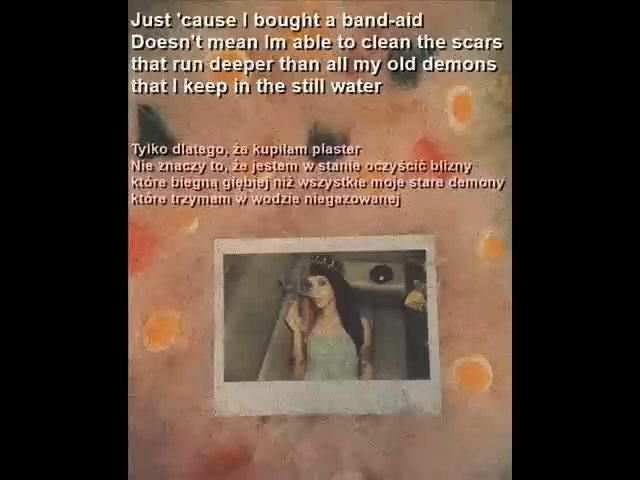 Just 'cause I bought a band-aid
Doesn't mean Im able to clean the scars
that run deeper than all my old demons
that I keep in the still water
Tylko dlatego, że kupiłam plaster
Nie znaczy to, że jestem w stanie oczyścić blizny
które biegną głębiej niż wszystkie moje stare demony
które trzymam w wodzie niegazowanej